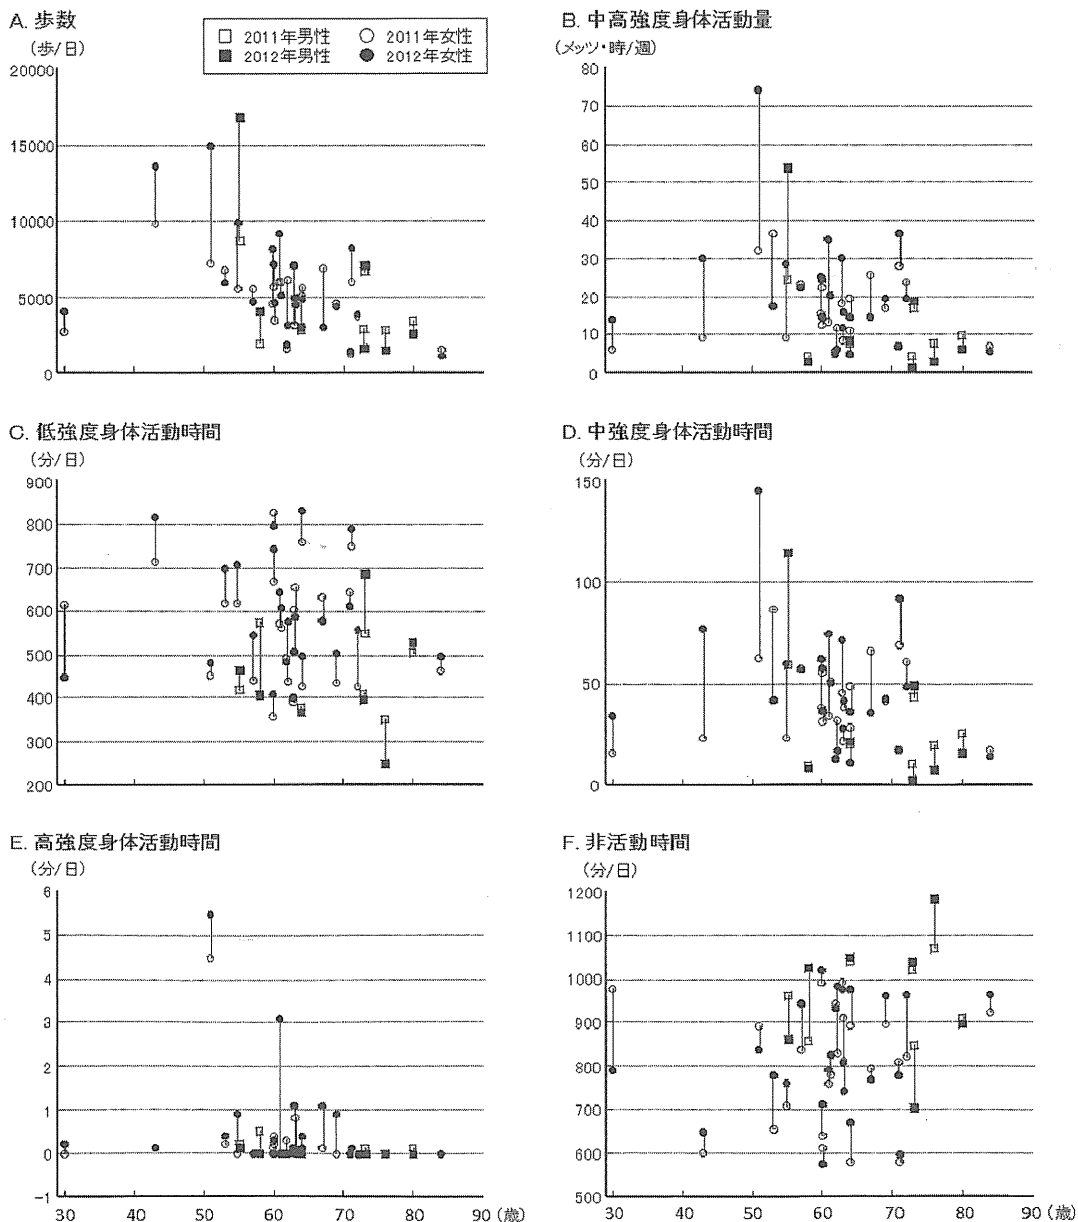 A. 歩数
(歩/日)
□ 2011年男性 ○ 2011年女性
■ 2012年男性 ● 2012年女性
20000
15000
10000
5000
0
B. 中高強度身体活動量
(メッツ・時/週)
80
70
60
50
40
30
20
10
0
C. 低強度身体活動時間
(分/日)
900
800
700
600
500
400
300
200
D. 中強度身体活動時間
(分/日)
150
100
50
0
E. 高強度身体活動時間
(分/日)
6
5
4
3
2
1
0
-1
30 40 50 60 70 80 90 (歳)
F. 非活動時間
(分/日)
1200
1100
1000
900
800
700
600
500
30 40 50 60 70 80 90 (歳)